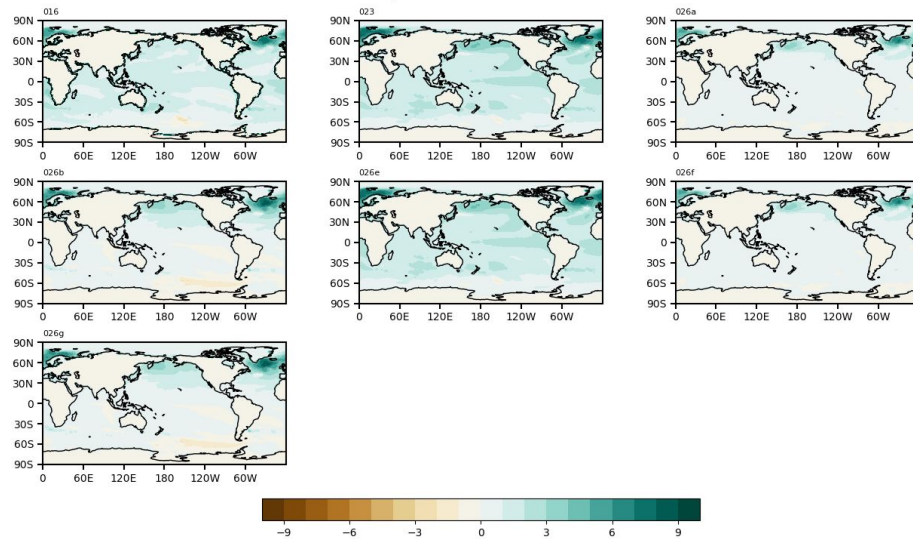 016 023 026a
90N 90N 90N
60N 60N 60N
30N 30N 30N
0 0 0
30S 30S 30S
60S 60S 60S
90S 90S 90S
0 60E 120E 180 120W 60W 0 60E 120E 180 120W 60W 0 60E 120E 180 120W 60W
026b 026e 026f
90N 90N 90N
60N 60N 60N
30N 30N 30N
0 0 0
30S 30S 30S
60S 60S 60S
90S 90S 90S
0 60E 120E 180 120W 60W 0 60E 120E 180 120W 60W 0 60E 120E 180 120W 60W
026g
90N
60N
30N
0
30S
60S
90S
0 60E 120E 180 120W 60W
−9 −6 −3 0 3 6 9